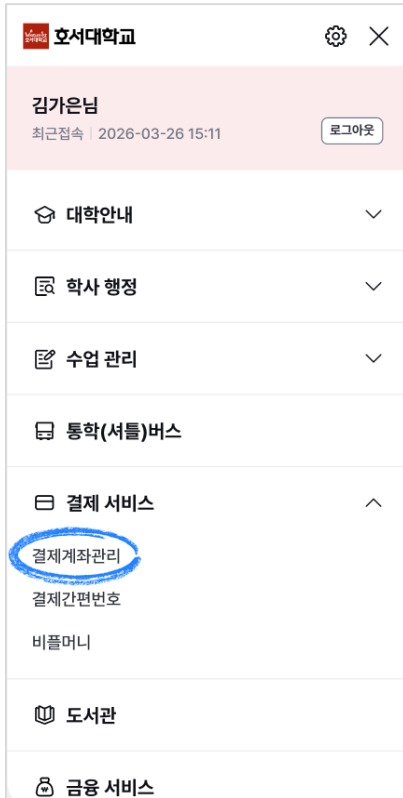 호서대학교
김가은님
최근접속 | 2026-03-26 15:11
로그아웃
대학안내
학사 행정
수업 관리
통학(셔틀)버스
결제 서비스
결제계좌관리
결제간편번호
비플머니
도서관
금융 서비스